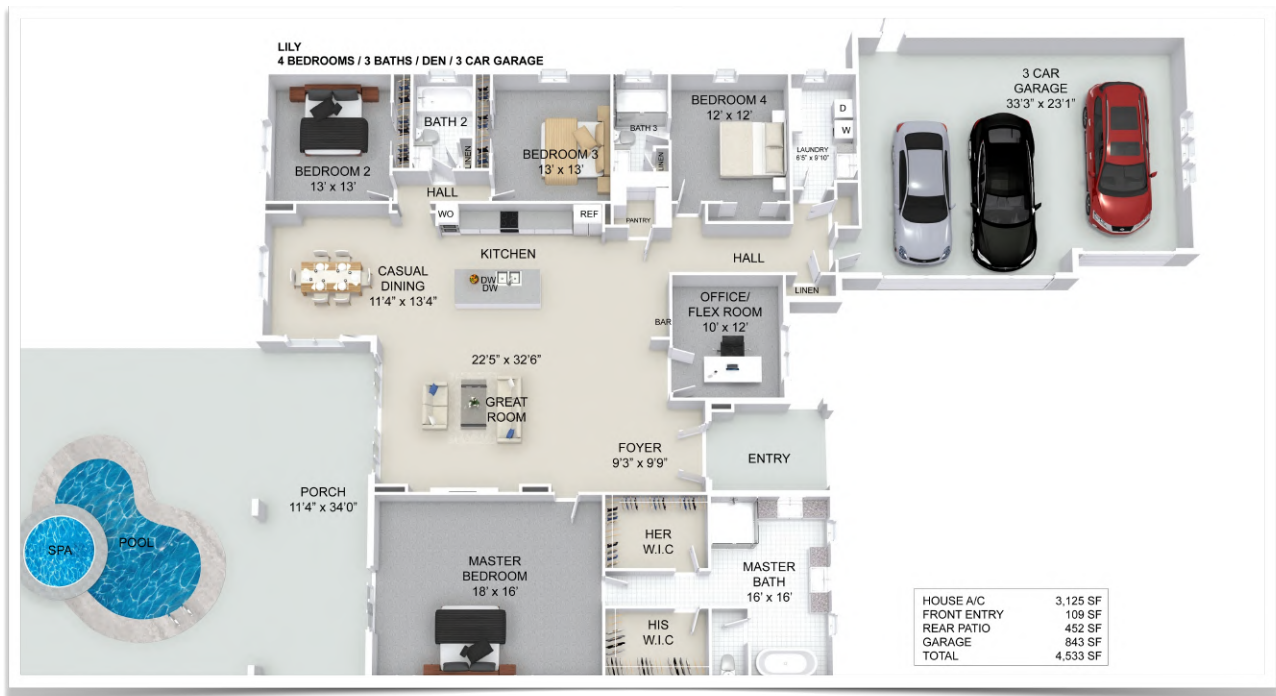 LILY
4 BEDROOMS / 3 BATHS / DEN / 3 CAR GARAGE
3 CAR
GARAGE
33'3" x 23'1"
BEDROOM 2
13' x 13'
BATH 2
LINEN
BEDROOM 3
13' x 13'
BATH 3
LINEN
BEDROOM 4
12' x 12'
LAUNDRY
6'5" x 9'10"
D
W
HALL
WO
REF
PANTRY
KITCHEN
DW
DW
CASUAL
DINING
11'4" x 13'4"
HALL
LINEN
OFFICE/
FLEX ROOM
10' x 12'
BAR
22'5" x 32'6"
GREAT
ROOM
FOYER
9'3" x 9'9"
ENTRY
PORCH
11'4" x 34'0"
SPA
POOL
MASTER
BEDROOM
18' x 16'
HER
W.I.C
HIS
W.I.C
MASTER
BATH
16' x 16'
HOUSE A/C 3,125 SF
FRONT ENTRY 109 SF
REAR PATIO 452 SF
GARAGE 843 SF
TOTAL 4,533 SF